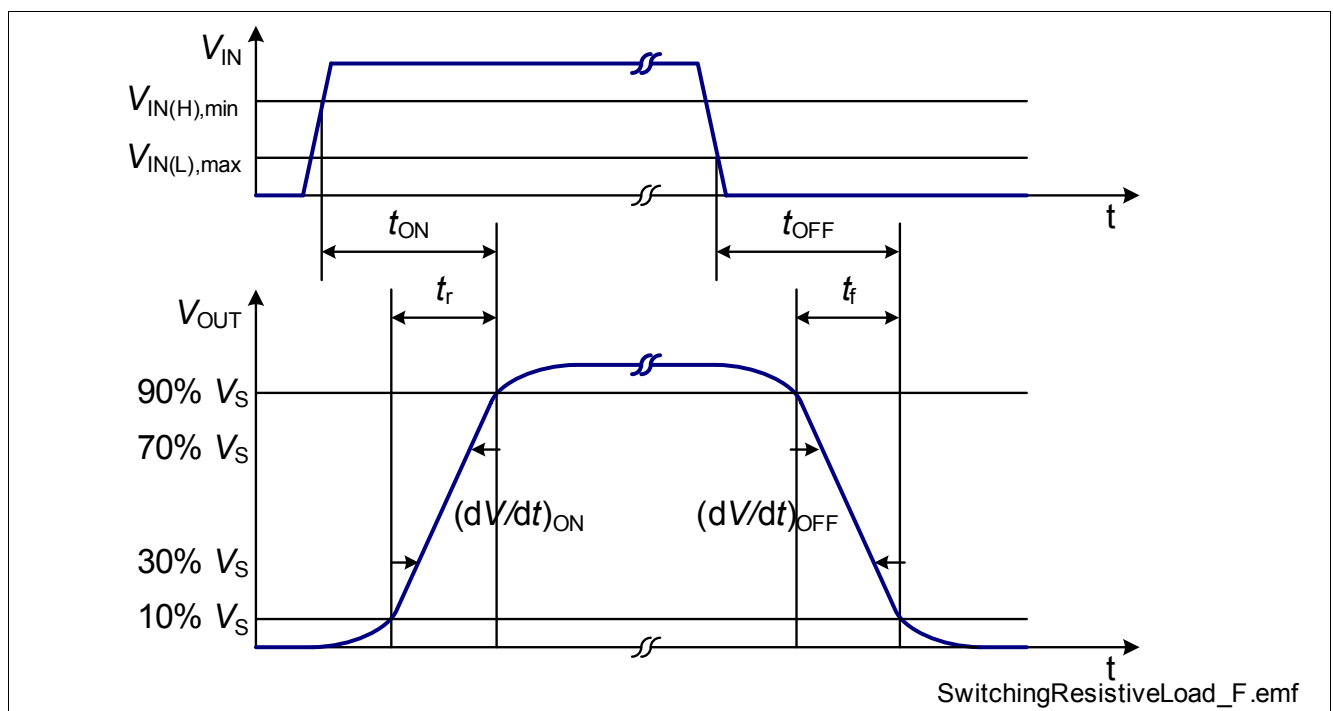 V_IN
V_IN(H),min
V_IN(L),max
t
t_ON
t_OFF
t_r
t_f
V_OUT
90% V_S
70% V_S
(dV/dt)_ON
(dV/dt)_OFF
30% V_S
10% V_S
t
SwitchingResistiveLoad_F.emf